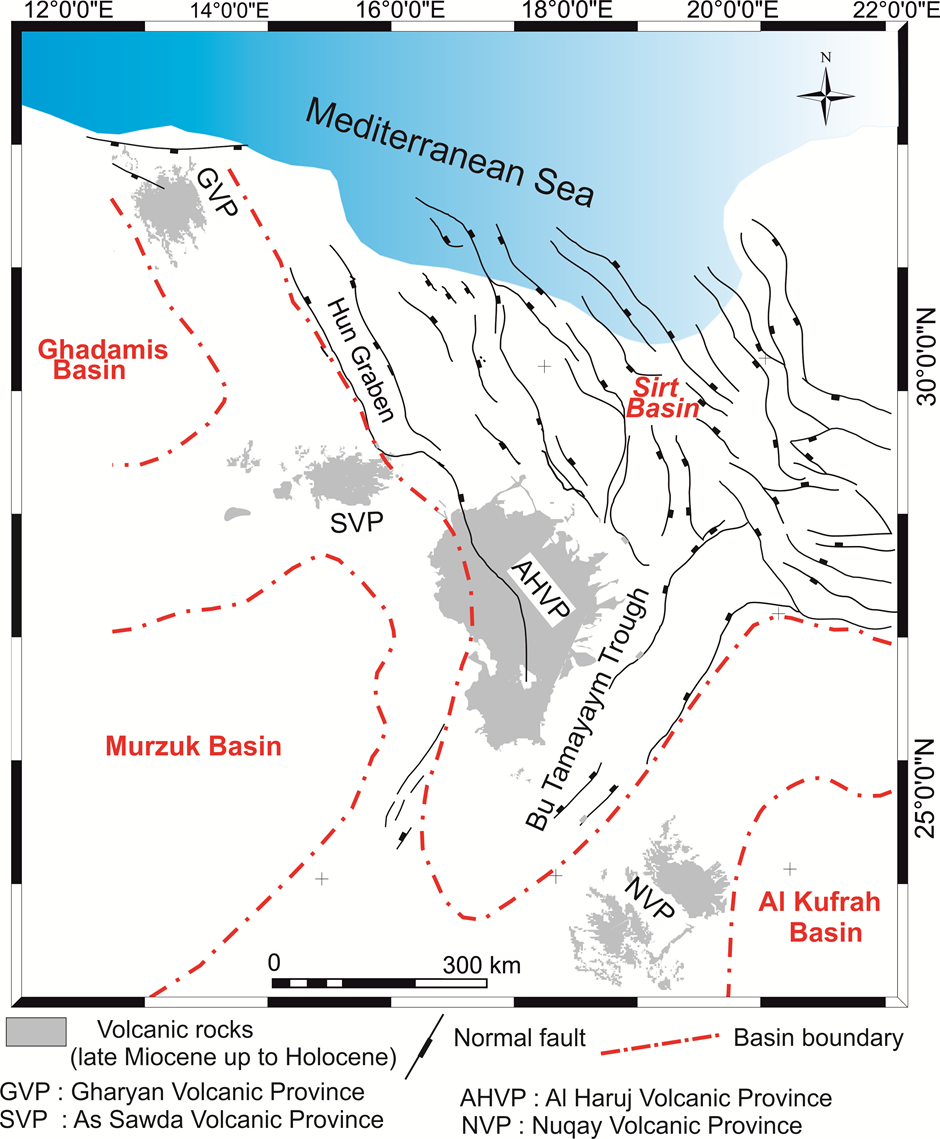 12°0'0"E 14°0'0"E 16°0'0"E 18°0'0"E 20°0'0"E 22°0'0"E
N
Mediterranean Sea
GVP
Hun Graben
30°0'0"N
Ghadamis
Basin
Sirt
Basin
SVP
AHVP
Bu Tamayaym Trough
Murzuk Basin
25°0'0"N
NVP
Al Kufrah
Basin
0 300 km
Volcanic rocks
(late Miocene up to Holocene)
Normal fault
Basin boundary
GVP : Gharyan Volcanic Province
SVP : As Sawda Volcanic Province
AHVP : Al Haruj Volcanic Province
NVP : Nuqay Volcanic Province